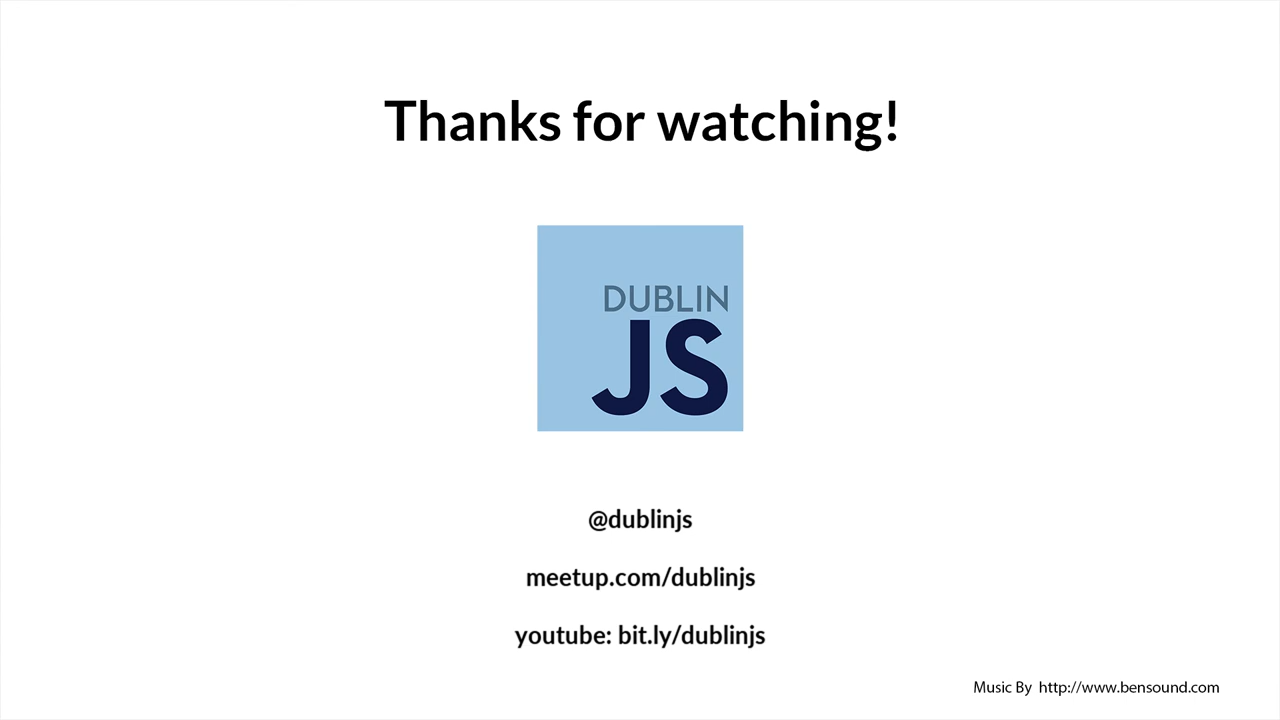 Thanks for watching!
DUBLIN
JS
@dublinjs
meetup.com/dublinjs
youtube: bit.ly/dublinjs
Music By http://www.bensound.com